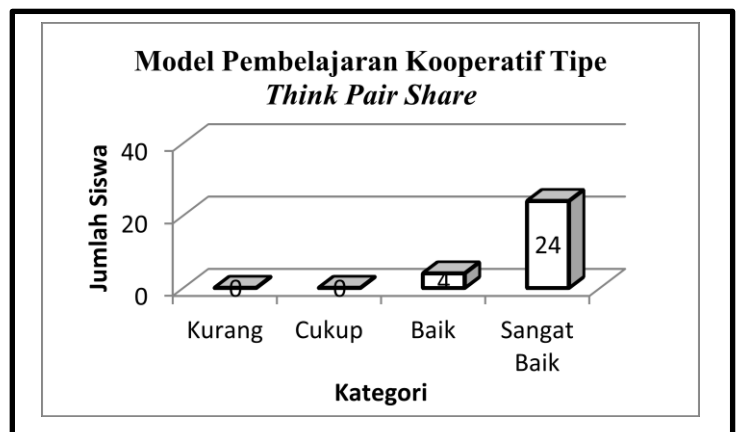 Model Pembelajaran Kooperatif Tipe
Think Pair Share
Jumlah Siswa
40
20
0
0
0
4
24
Kurang
Cukup
Baik
Sangat
Baik
Kategori